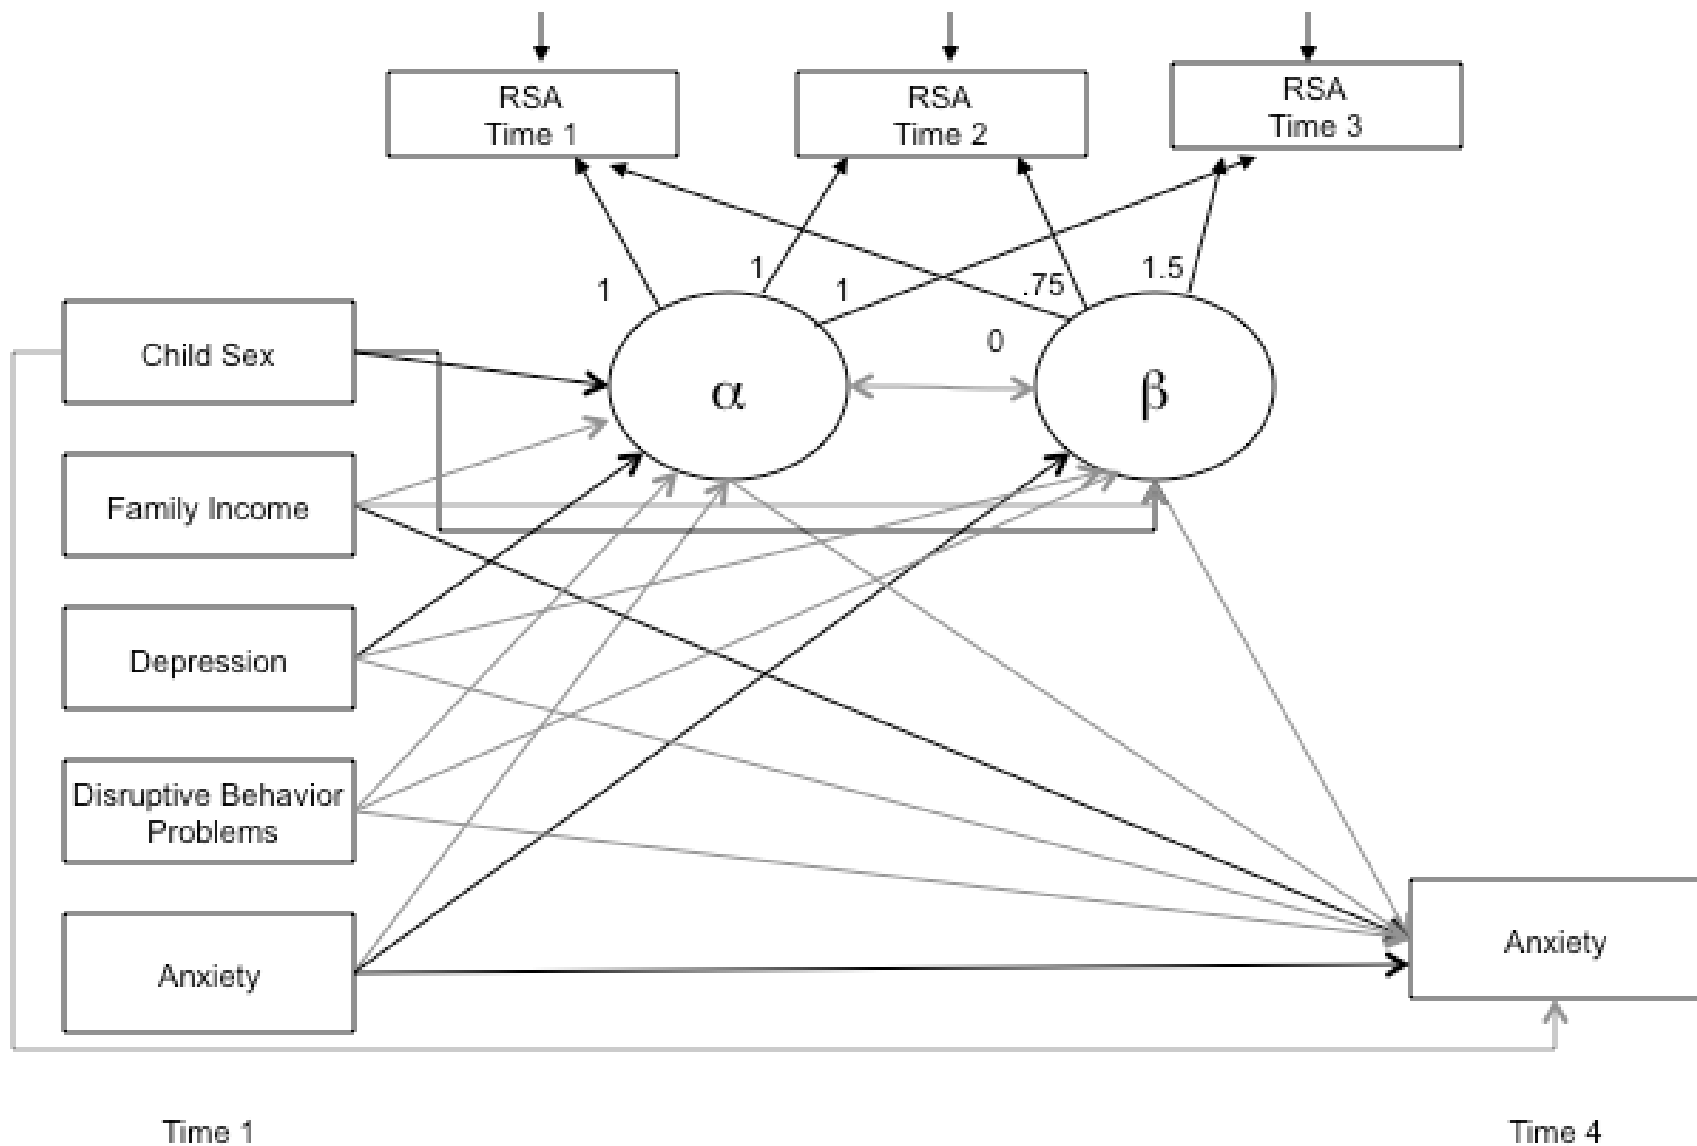 RSA
Time 1
RSA
Time 2
RSA
Time 3
1
1
1
0
.75
1.5
α
β
Child Sex
Family Income
Depression
Disruptive Behavior
Problems
Anxiety
Anxiety
Time 1
Time 4